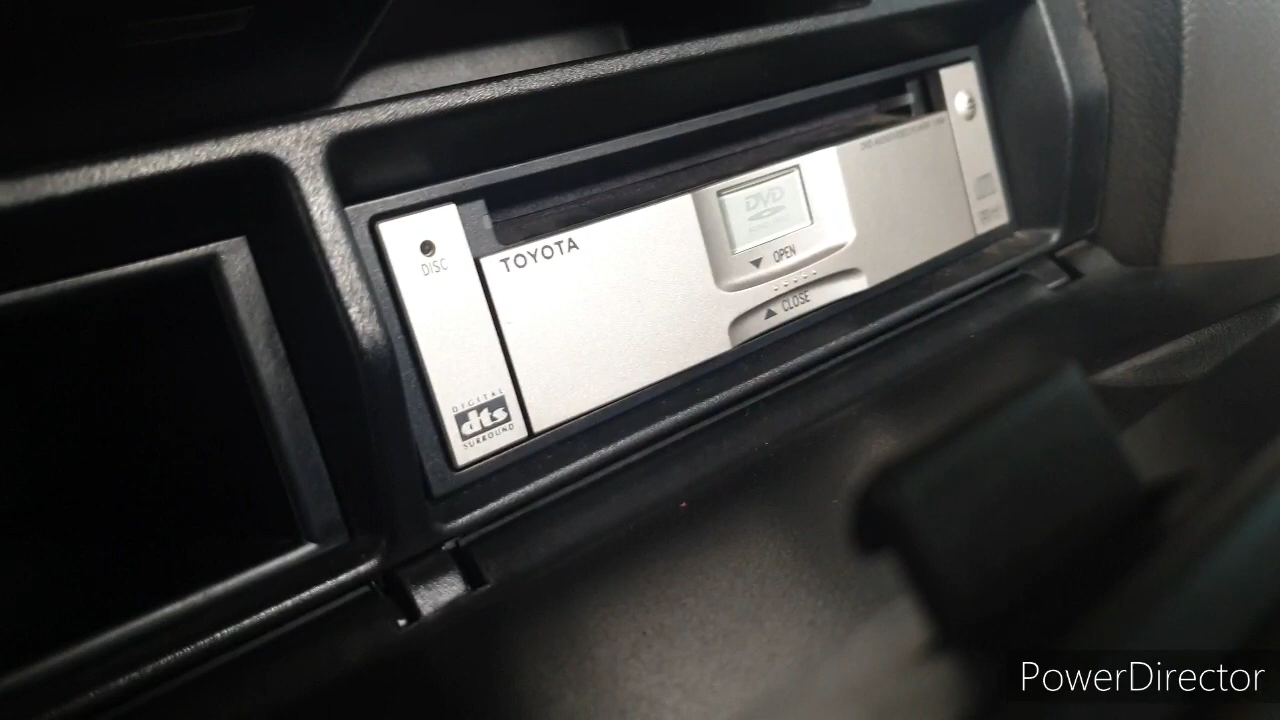 DISC
TOYOTA
DVD
▼ OPEN
▲ CLOSE
DIGITAL
dts
SURROUND
PowerDirector